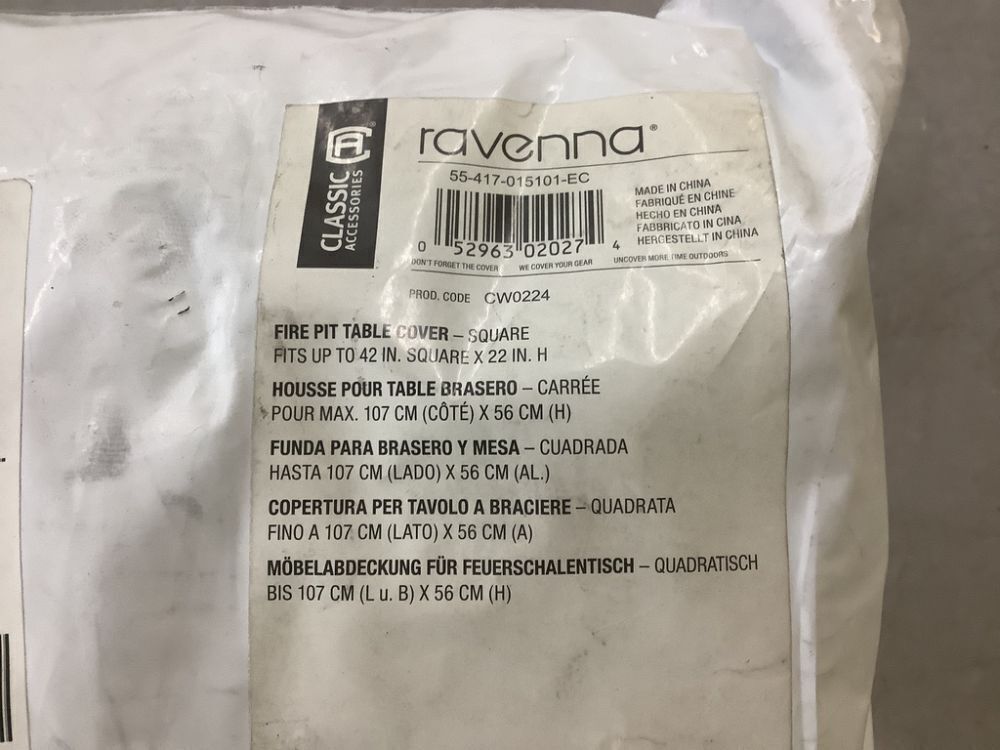 CLASSIC
ACCESSORIES
ravenna®
55-417-015101-EC
0 52963 02027 4
DON'T FORGET THE COVER WE COVER YOUR GEAR UNCOVER MORE TIME OUTDOORS
MADE IN CHINA
FABRIQUÉ EN CHINE
HECHO EN CHINA
FABBRICATO IN CINA
HERGESTELLT IN CHINA
PROD. CODE CW0224
FIRE PIT TABLE COVER – SQUARE
FITS UP TO 42 IN. SQUARE X 22 IN. H
HOUSSE POUR TABLE BRASERO – CARRÉE
POUR MAX. 107 CM (CÔTÉ) X 56 CM (H)
FUNDA PARA BRASERO Y MESA – CUADRADA
HASTA 107 CM (LADO) X 56 CM (AL.)
COPERTURA PER TAVOLO A BRACIERE – QUADRATA
FINO A 107 CM (LATO) X 56 CM (A)
MÖBELABDECKUNG FÜR FEUERSCHALENTISCH – QUADRATISCH
BIS 107 CM (L u. B) X 56 CM (H)